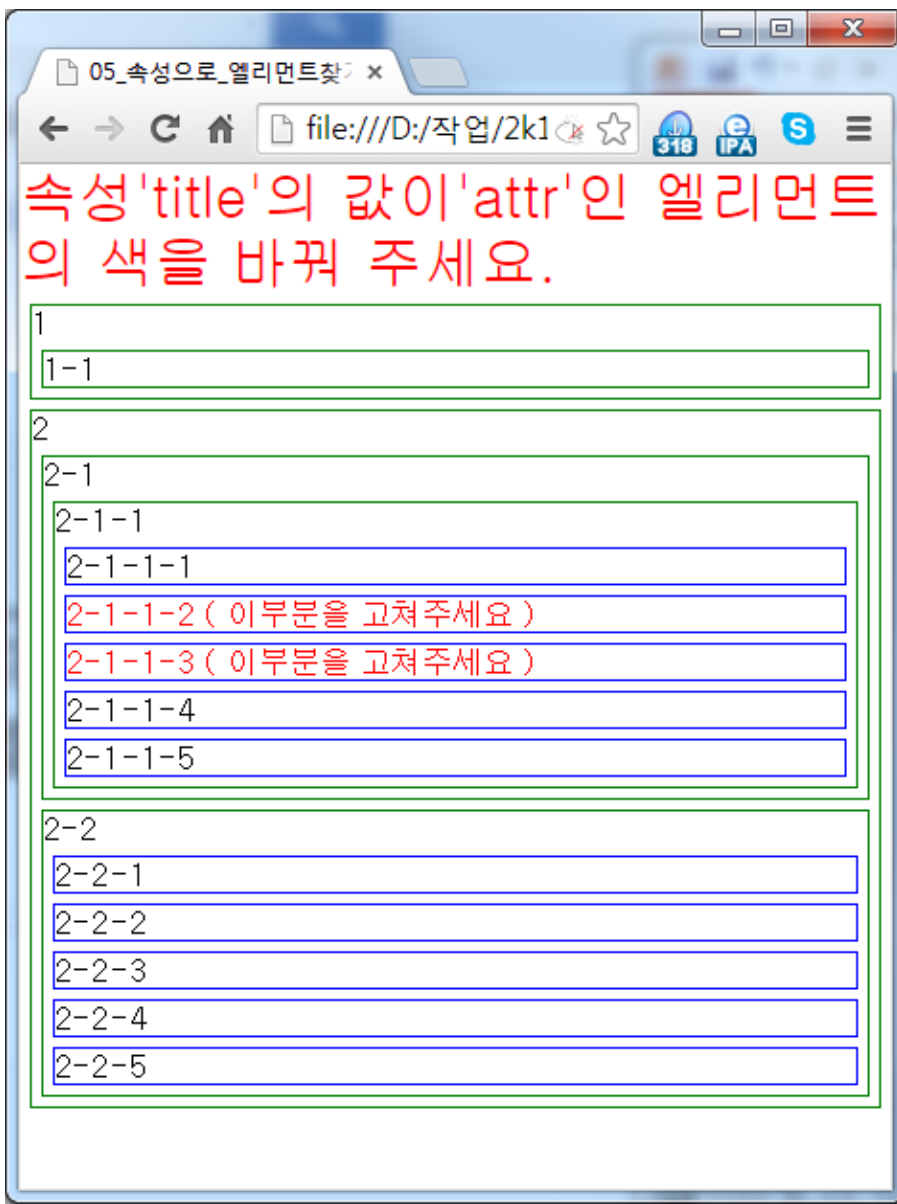 05_속성으로_엘리먼트찾
file:///D:/작업/2k1
318
IPA
속성'title'의 값이'attr'인 엘리먼트
의 색을 바꿔 주세요.
1
1-1
2
2-1
2-1-1
2-1-1-1
2-1-1-2 ( 이부분을 고쳐주세요 )
2-1-1-3 ( 이부분을 고쳐주세요 )
2-1-1-4
2-1-1-5
2-2
2-2-1
2-2-2
2-2-3
2-2-4
2-2-5